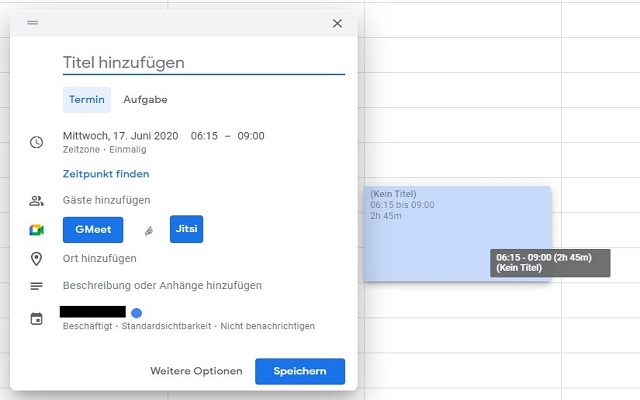 Titel hinzufügen
Termin Aufgabe
Mittwoch, 17. Juni 2020 06:15 – 09:00
Zeitzone · Einmalig
Zeitpunkt finden
Gäste hinzufügen
GMeet Jitsi
Ort hinzufügen
Beschreibung oder Anhänge hinzufügen
Beschäftigt · Standardsichtbarkeit · Nicht benachrichtigen
Weitere Optionen Speichern
(Kein Titel)
06:15 bis 09:00
2h 45m
06:15 - 09:00 (2h 45m)
(Kein Titel)